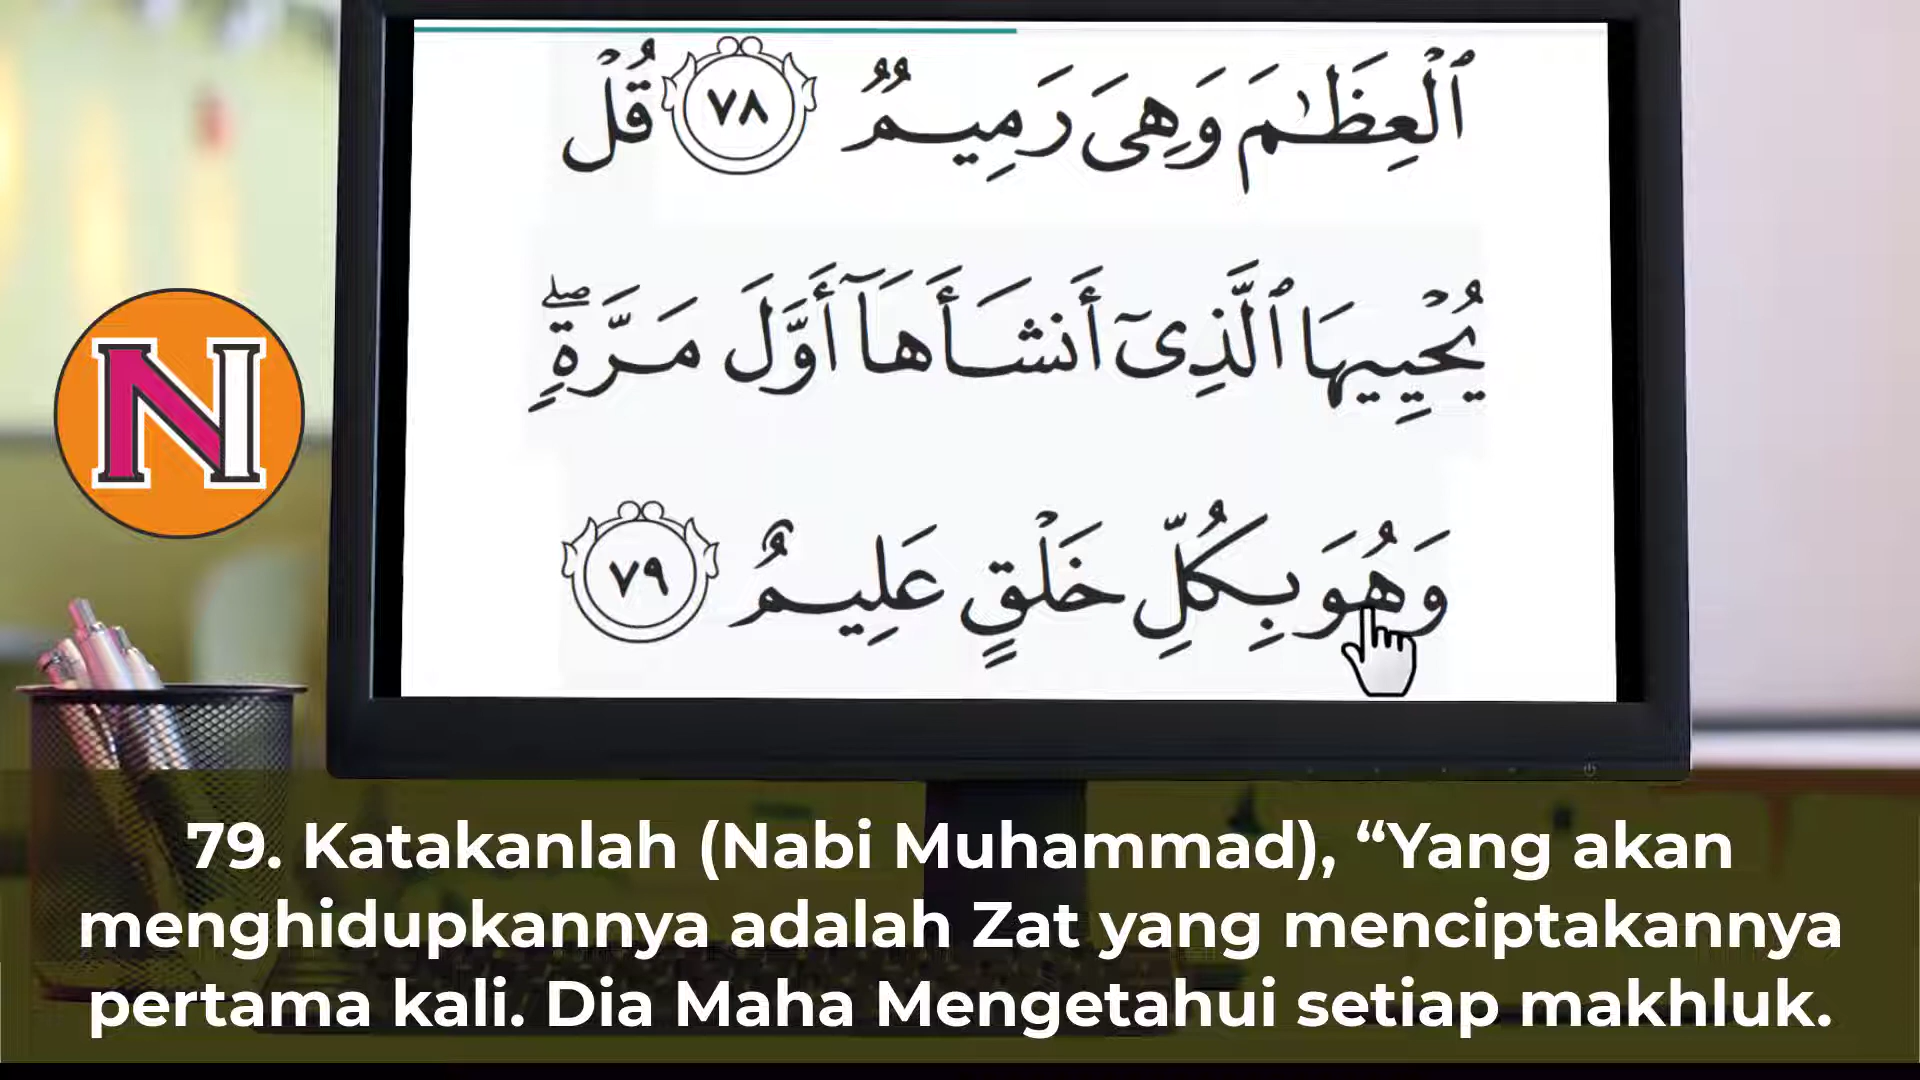 ٱلْعِظَـٰمَ وَهِىَ رَمِيمٌۭ ٧٨ قُلْ
يُحْيِيهَا ٱلَّذِىٓ أَنشَأَهَآ أَوَّلَ مَرَّةٍۢ ۖ
وَهُوَ بِكُلِّ خَلْقٍ عَلِيمٌ ٧٩
N
79. Katakanlah (Nabi Muhammad), “Yang akan
menghidupkannya adalah Zat yang menciptakannya
pertama kali. Dia Maha Mengetahui setiap makhluk.